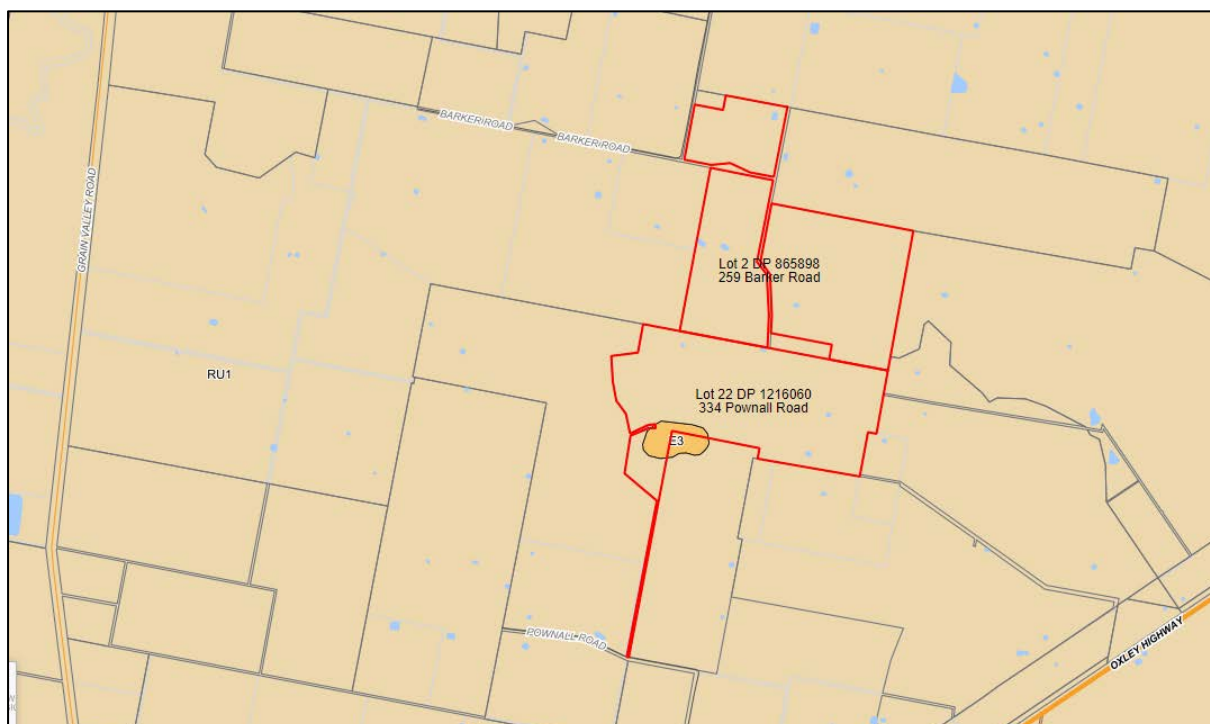 BARKER ROAD
BARKER ROAD
GRAIN VALLEY ROAD
Lot 2 DP 865898
259 Barker Road
RU1
Lot 22 DP 1216060
334 Pownall Road
E3
POWNALL ROAD
OXLEY HIGHWAY